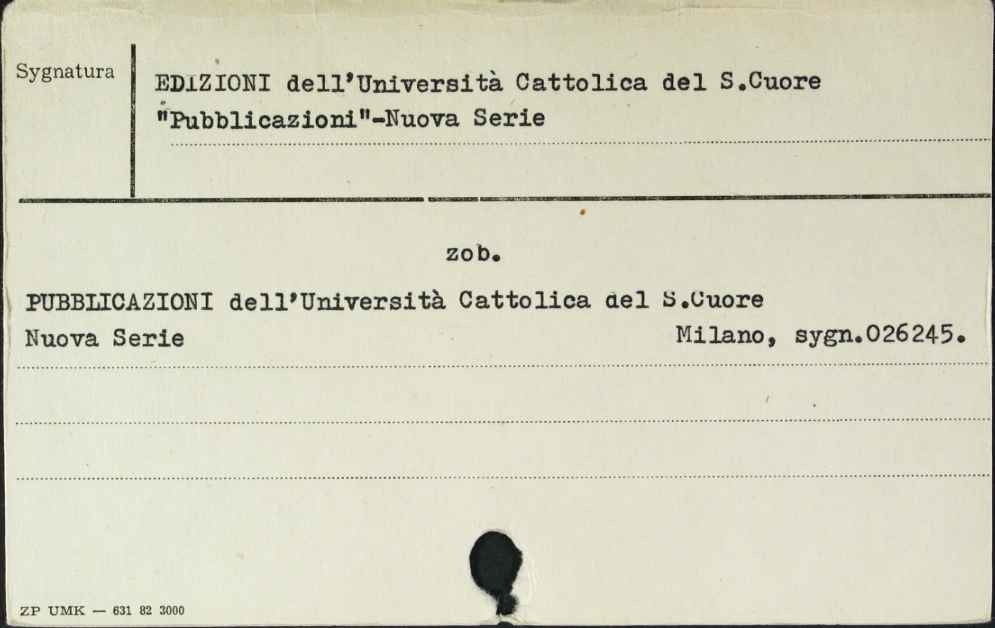 Sygnatura
EDIZIONI dell'Università Cattolica del S.Cuore
"Pubblicazioni"-Nuova Serie
zob.
PUBBLICAZIONI dell'Università Cattolica del S.Cuore
Nuova Serie Milano, sygn.026245.
ZP UMK — 631 82 3000